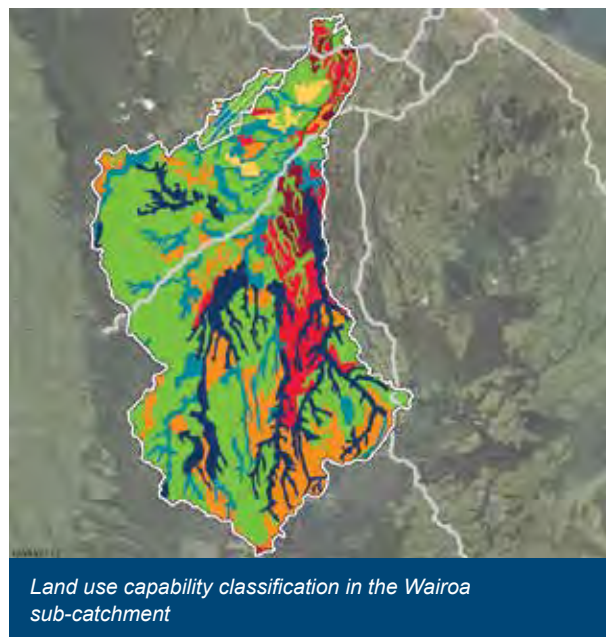 Land use capability classification in the Wairoa
sub-catchment